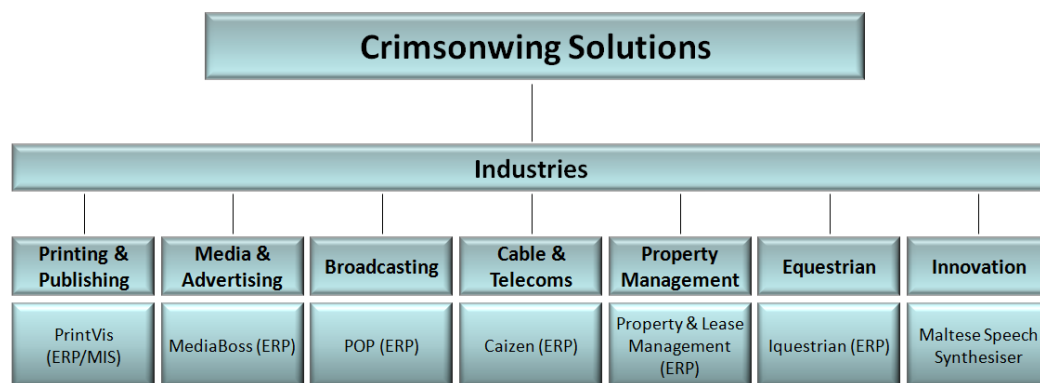 Crimsonwing Solutions
Industries
Printing &
Publishing
Media &
Advertising
Broadcasting
Cable &
Telecoms
Property
Management
Equestrian
Innovation
PrintVis
(ERP/MIS)
MediaBoss (ERP)
POP (ERP)
Caizen (ERP)
Property & Lease
Management
(ERP)
Iquestrian (ERP)
Maltese Speech
Synthesiser